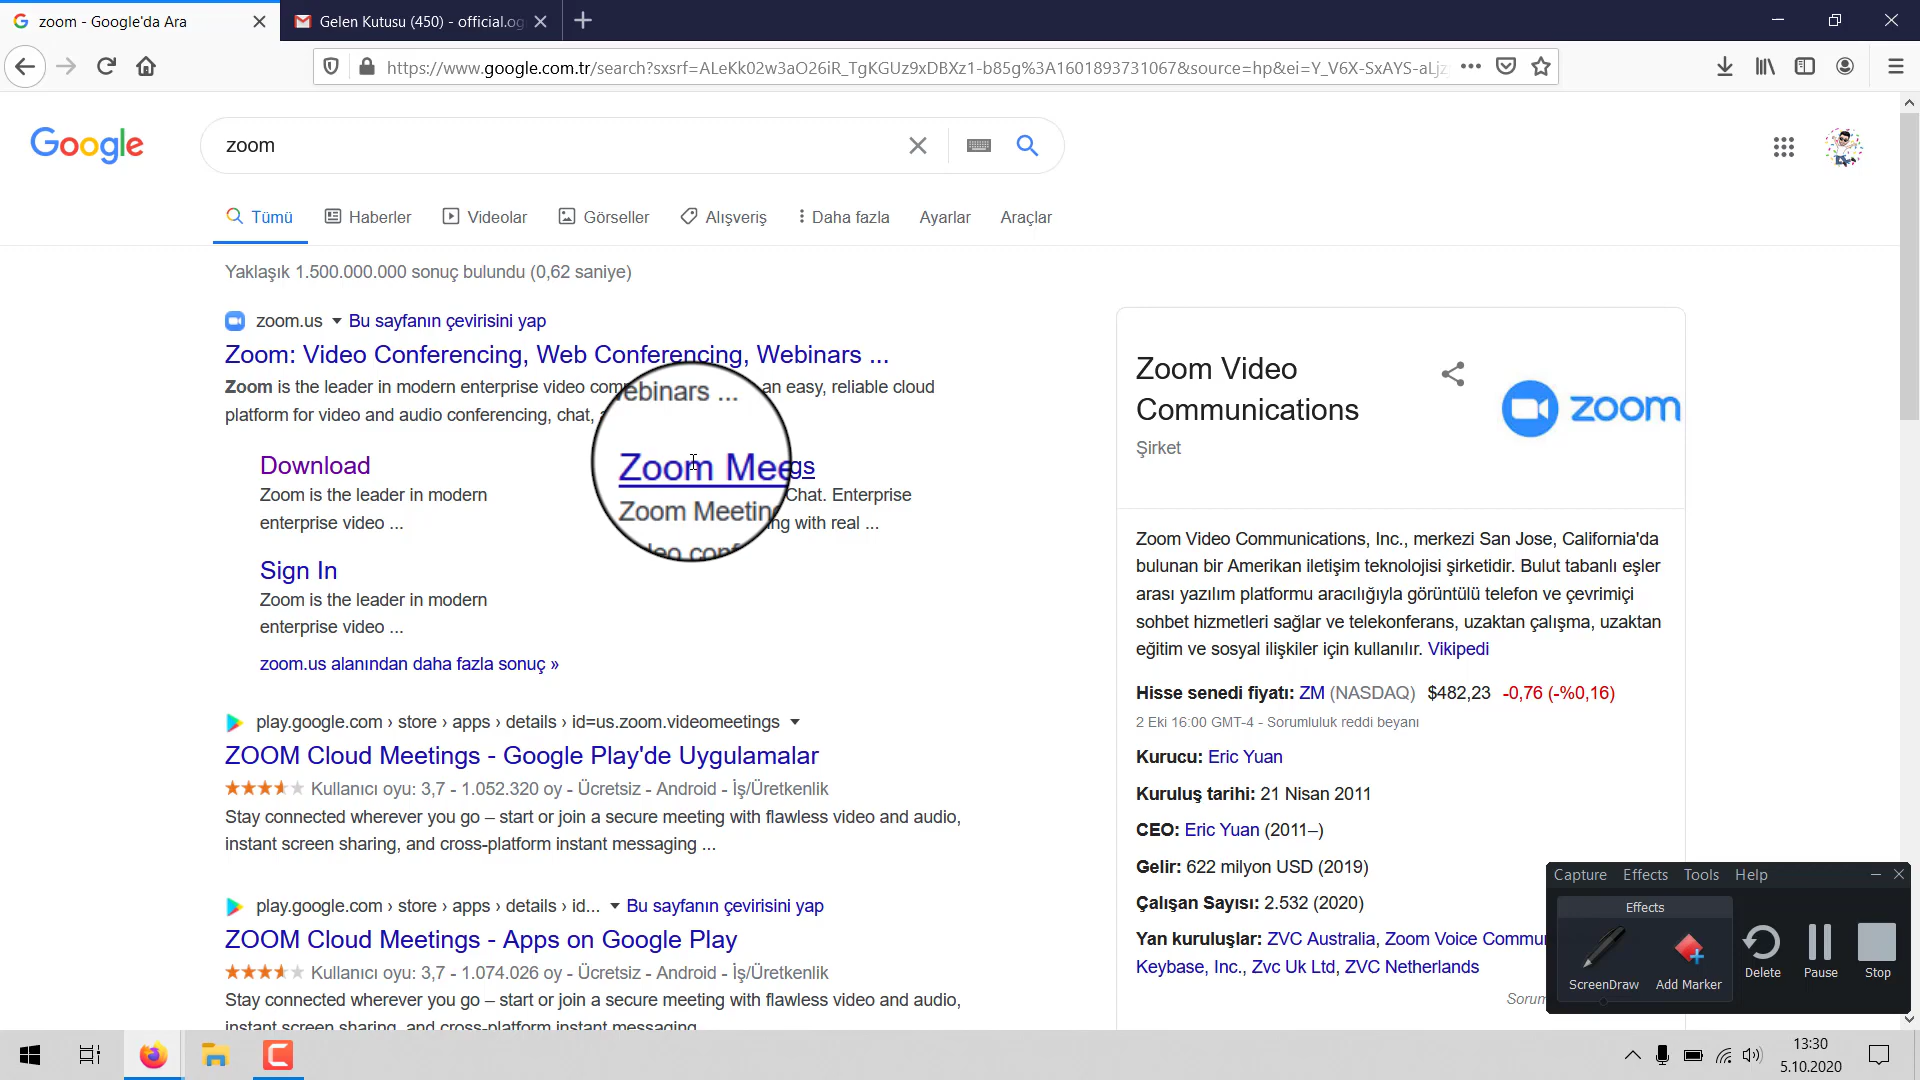 zoom - Google'da Ara
Gelen Kutusu (450) - official.og
https://www.google.com.tr/search?sxsrf=ALeKk02w3aO26iR_TgKGUz9xDBXz1-b85g%3A1601893731067&source=hp&ei=Y_V6X-SxAYS-aLjz
Google
zoom
Tümü
Haberler
Videolar
Görseller
Alışveriş
Daha fazla
Ayarlar
Araçlar
Yaklaşık 1.500.000.000 sonuç bulundu (0,62 saniye)
zoom.us
Bu sayfanın çevirisini yap
Zoom: Video Conferencing, Web Conferencing, Webinars ...
Zoom is the leader in modern enterprise video an easy, reliable cloud
platform for video and audio conferencing, chat,
ebinars ...
Download
Zoom is the leader in modern
enterprise video ...
Zoom Meegs
Zoom Meetin Chat. Enterprise
ng with real ...
Sign In
Zoom is the leader in modern
enterprise video ...
zoom.us alanından daha fazla sonuç »
play.google.com › store › apps › details › id=us.zoom.videomeetings
ZOOM Cloud Meetings - Google Play'de Uygulamalar
Kullanıcı oyu: 3,7 - 1.052.320 oy - Ücretsiz - Android - İş/Üretkenlik
Stay connected wherever you go – start or join a secure meeting with flawless video and audio,
instant screen sharing, and cross-platform instant messaging ...
play.google.com › store › apps › details › id...
Bu sayfanın çevirisini yap
ZOOM Cloud Meetings - Apps on Google Play
Kullanıcı oyu: 3,7 - 1.074.026 oy - Ücretsiz - Android - İş/Üretkenlik
Stay connected wherever you go – start or join a secure meeting with flawless video and audio,
instant screen sharing, and cross-platform instant messaging
Zoom Video
Communications
Şirket
zoom
Zoom Video Communications, Inc., merkezi San Jose, California'da
bulunan bir Amerikan iletişim teknolojisi şirketidir. Bulut tabanlı eşler
arası yazılım platformu aracılığıyla görüntülü telefon ve çevrimiçi
sohbet hizmetleri sağlar ve telekonferans, uzaktan çalışma, uzaktan
eğitim ve sosyal ilişkiler için kullanılır. Vikipedi
Hisse senedi fiyatı: ZM (NASDAQ) $482,23 -0,76 (-%0,16)
2 Eki 16:00 GMT-4 - Sorumluluk reddi beyanı
Kurucu: Eric Yuan
Kuruluş tarihi: 21 Nisan 2011
CEO: Eric Yuan (2011–)
Gelir: 622 milyon USD (2019)
Çalışan Sayısı: 2.532 (2020)
Yan kuruluşlar: ZVC Australia, Zoom Voice Commu
Keybase, Inc., Zvc Uk Ltd, ZVC Netherlands
Sorum
Capture Effects Tools Help
Effects
ScreenDraw
Add Marker
Delete
Pause
Stop
13:30
5.10.2020